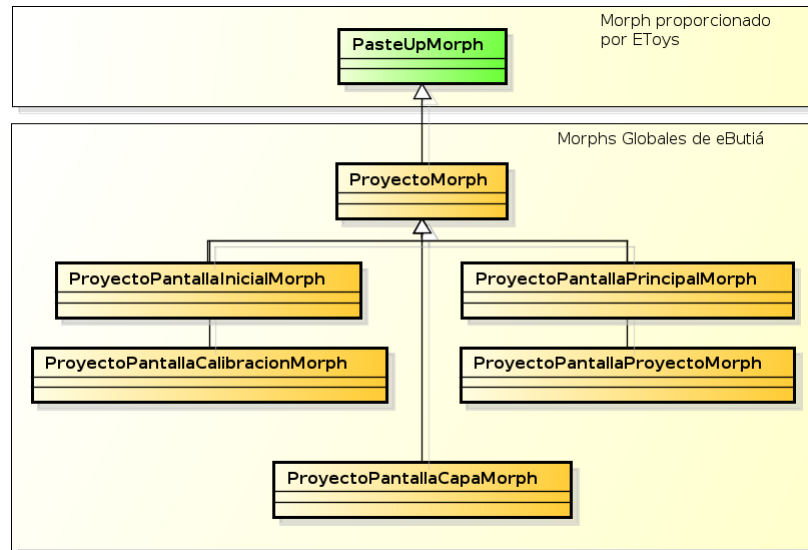 Morph proporcionado
por EToys
PasteUpMorph
Morphs Globales de eButiá
ProyectoMorph
ProyectoPantallaInicialMorph
ProyectoPantallaPrincipalMorph
ProyectoPantallaCalibracionMorph
ProyectoPantallaProyectoMorph
ProyectoPantallaCapaMorph